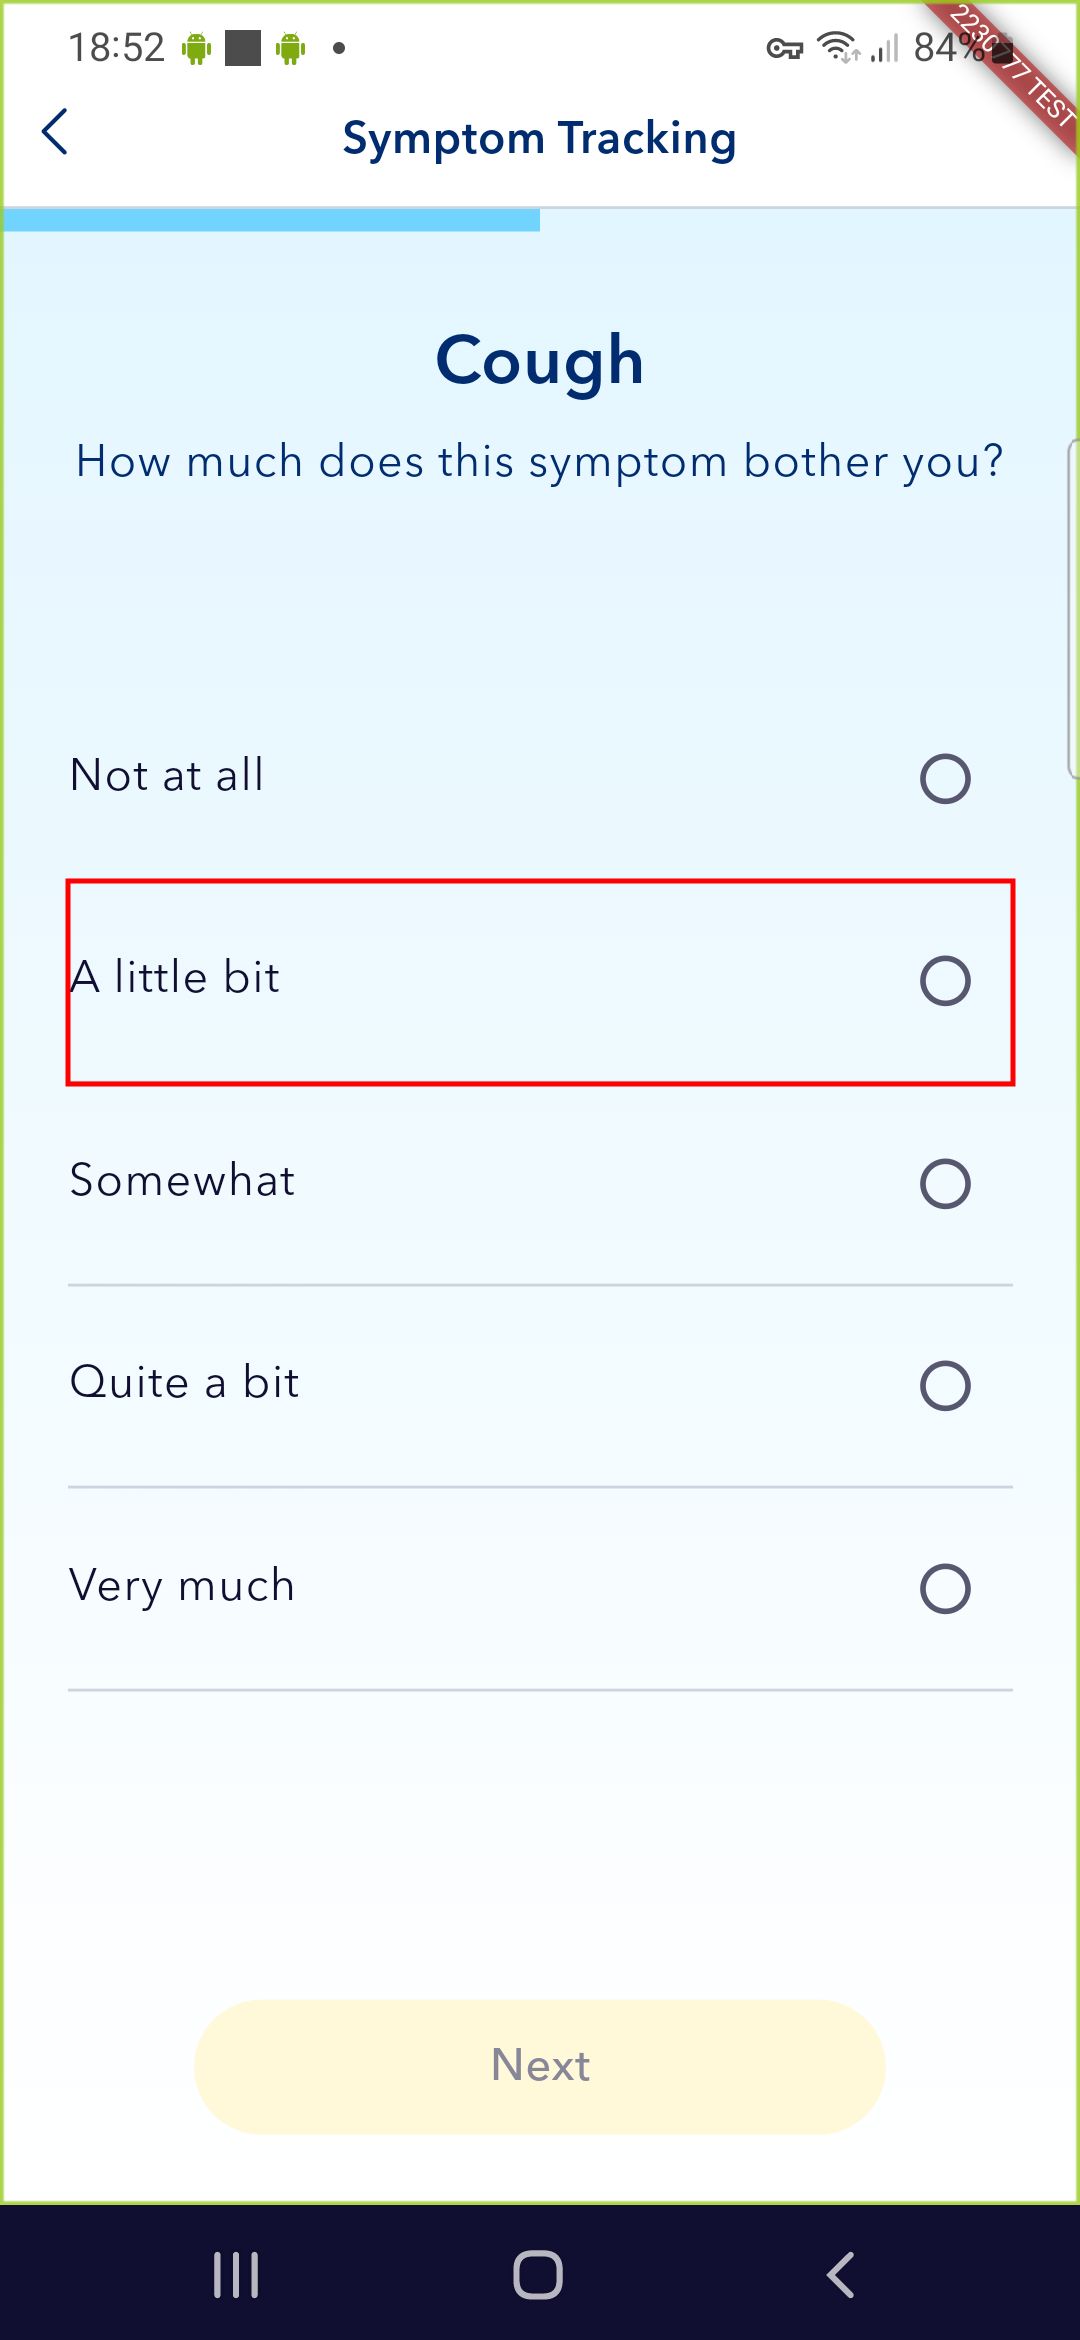 18:52
84%
Symptom Tracking
Cough
How much does this symptom bother you?
Not at all
A little bit
Somewhat
Quite a bit
Very much
Next